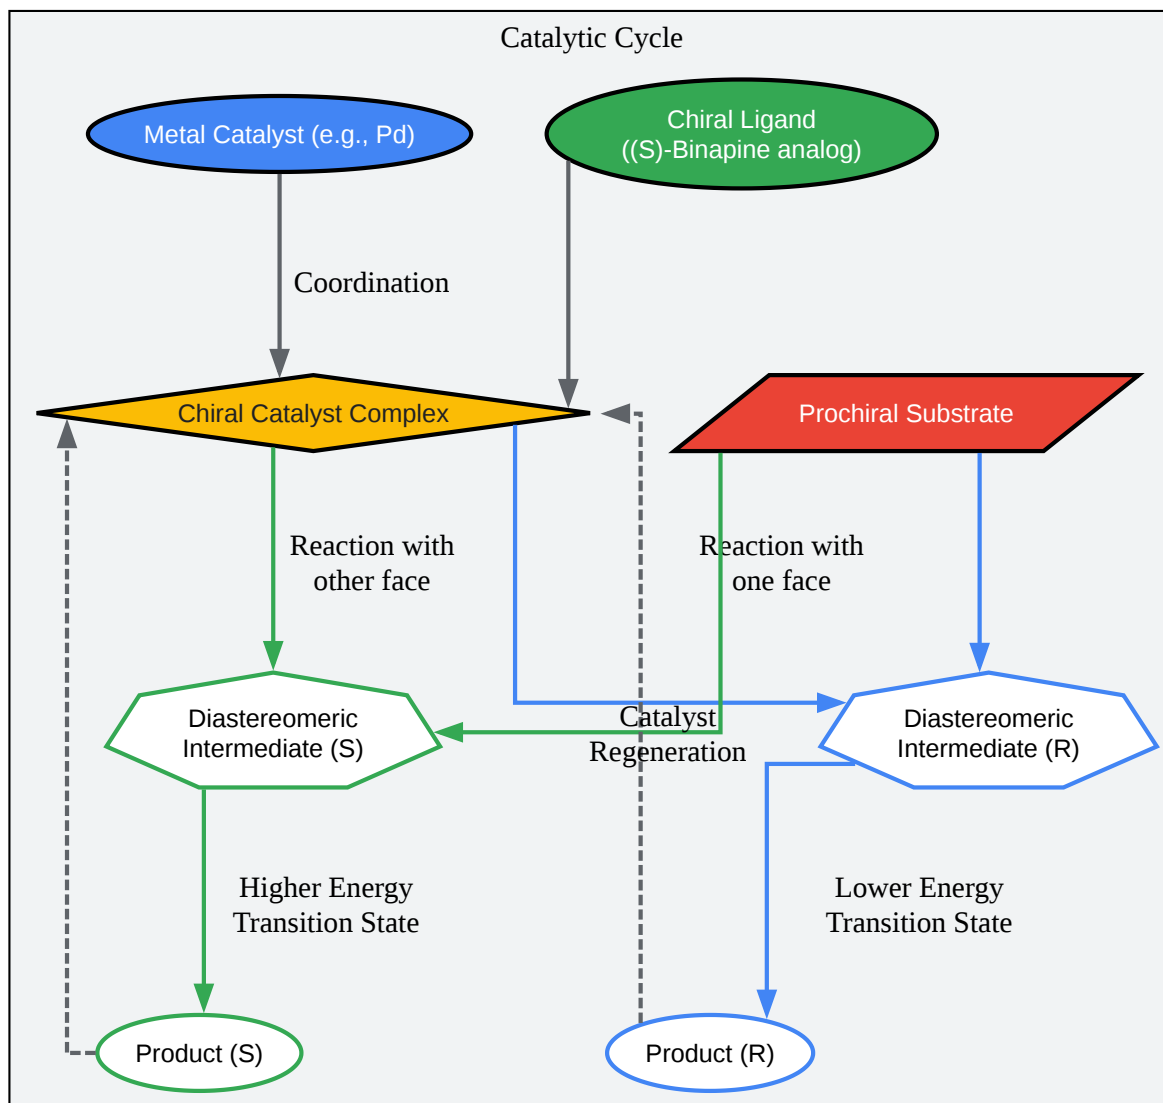 Catalytic Cycle
Metal Catalyst (e.g., Pd)
Chiral Ligand
((S)-Binapine analog)
Coordination
Chiral Catalyst Complex
Prochiral Substrate
Reaction with
other face
Reaction with
one face
Diastereomeric
Intermediate (S)
Catalyst
Regeneration
Diastereomeric
Intermediate (R)
Higher Energy
Transition State
Lower Energy
Transition State
Product (S)
Product (R)